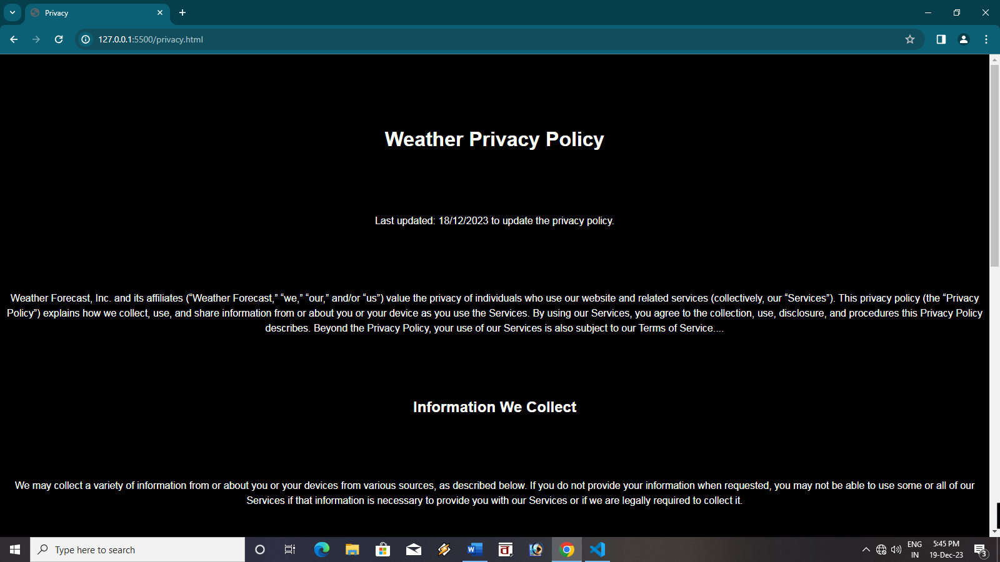 Privacy
127.0.0.1:5500/privacy.html
Weather Privacy Policy
Last updated: 18/12/2023 to update the privacy policy.
Weather Forecast, Inc. and its affiliates (“Weather Forecast,” “we,” “our,” and/or “us”) value the privacy of individuals who use our website and related services (collectively, our “Services”). This privacy policy (the “Privacy
Policy”) explains how we collect, use, and share information from or about you or your device as you use the Services. By using our Services, you agree to the collection, use, disclosure, and procedures this Privacy Policy
describes. Beyond the Privacy Policy, your use of our Services is also subject to our Terms of Service....
Information We Collect
We may collect a variety of information from or about you or your devices from various sources, as described below. If you do not provide your information when requested, you may not be able to use some or all of our
Services if that information is necessary to provide you with our Services or if we are legally required to collect it.
Type here to search
ENG
IN
5:45 PM
19-Dec-23
3